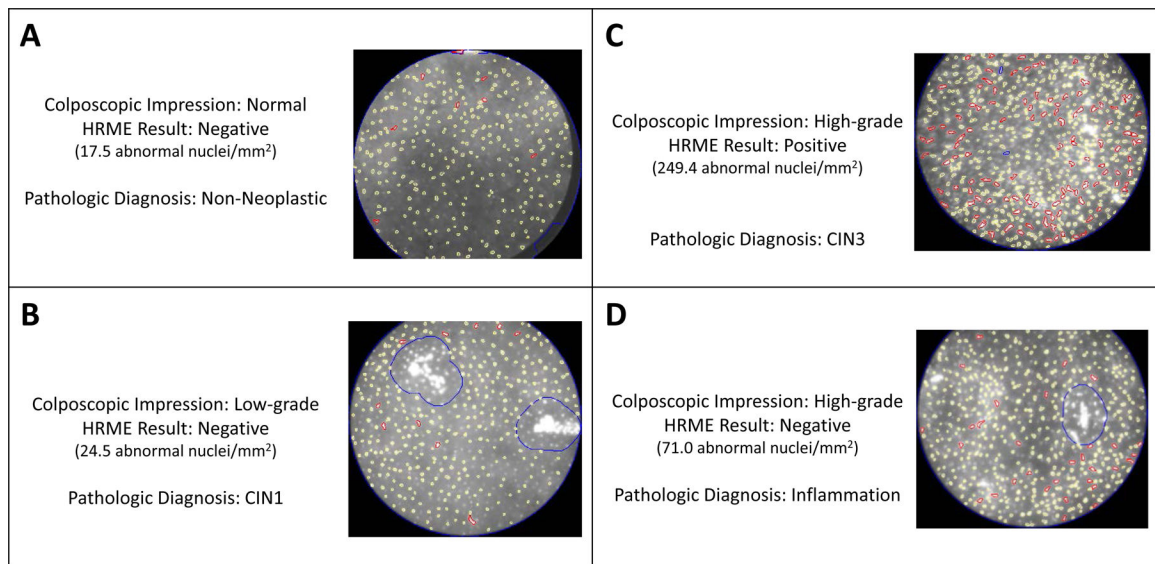 A
Colposcopic Impression: Normal
HRME Result: Negative
(17.5 abnormal nuclei/mm²)
Pathologic Diagnosis: Non-Neoplastic
B
Colposcopic Impression: Low-grade
HRME Result: Negative
(24.5 abnormal nuclei/mm²)
Pathologic Diagnosis: CIN1
C
Colposcopic Impression: High-grade
HRME Result: Positive
(249.4 abnormal nuclei/mm²)
Pathologic Diagnosis: CIN3
D
Colposcopic Impression: High-grade
HRME Result: Negative
(71.0 abnormal nuclei/mm²)
Pathologic Diagnosis: Inflammation